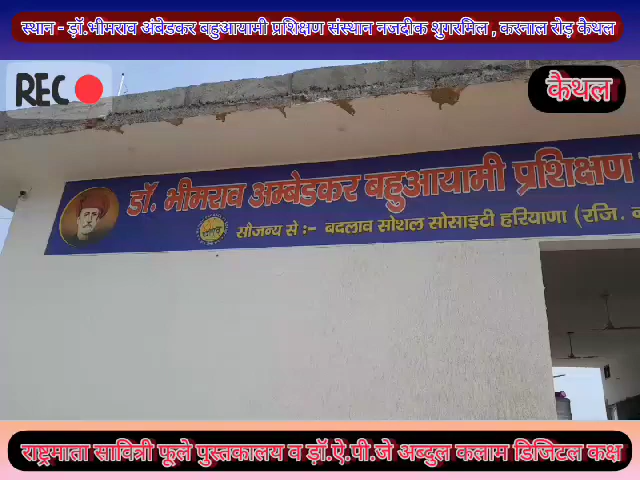 स्थान - ड़ॉ.भीमराव अंबेडकर बहुआयामी प्रशिक्षण संस्थान नजदीक शुगरमिल , करनाल रोड़ कैथल
REC
कैथल
डॉ. भीमराव अम्बेडकर बहुआयामी प्रशिक्षण
सौजन्य से :- बदलाव सोशल सोसाइटी हरियाणा (रजि.
राष्ट्रमाता सावित्री फूले पुस्तकालय व ड़ॉ.ऐ.पी.जे अब्दुल कलाम डिजिटल कक्ष